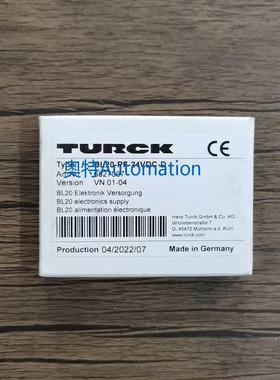 TURCK
CE
Type BL20-PF-24VDC-D
奥特Automation
Version VN 01-04
BL20 Elektronik Versorgung
BL20 electronics supply
BL20 alimentation électronique
Hans Turck GmbH & Co. KG
Witzlebenstraße 7
D- 45472 Mülheim a.d. Ruhr
www.turck.com
Production 04/2022/07
Made in Germany